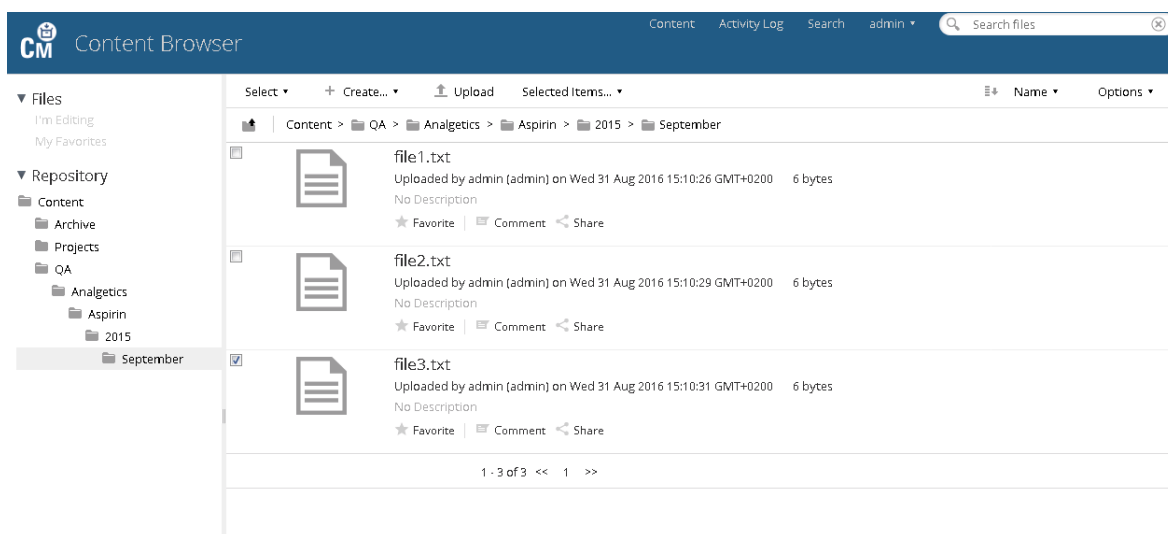 Content Activity Log Search admin Search files
CM Content Browser
Files
I'm Editing
My Favorites
Repository
Content
Archive
Projects
QA
Analgetics
Aspirin
2015
September
Select Create... Upload Selected Items... Name Options
Content > QA > Analgetics > Aspirin > 2015 > September
file1.txt
Uploaded by admin (admin) on Wed 31 Aug 2016 15:10:26 GMT+0200 6 bytes
No Description
Favorite Comment Share
file2.txt
Uploaded by admin (admin) on Wed 31 Aug 2016 15:10:29 GMT+0200 6 bytes
No Description
Favorite Comment Share
file3.txt
Uploaded by admin (admin) on Wed 31 Aug 2016 15:10:31 GMT+0200 6 bytes
No Description
Favorite Comment Share
1 - 3 of 3 << 1 >>